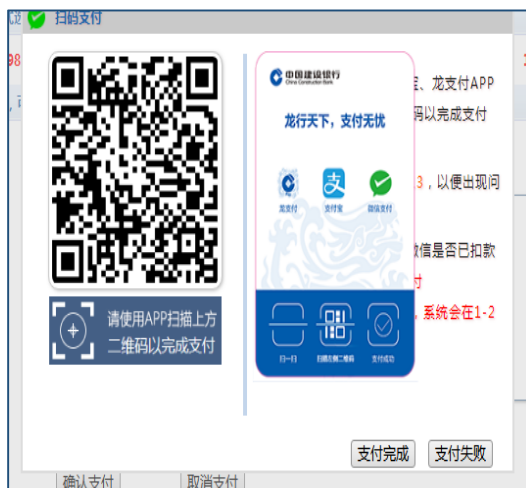 扫码支付
98
中国建设银行
China Construction Bank
龙行天下，支付无忧
龙支付
支付宝
微信支付
扫一扫
扫描左侧二维码
支付成功
请使用APP扫描上方
二维码以完成支付
、龙支付APP
码以完成支付
3，以便出现问
信是否已扣款
付
系统会在1-2
支付完成
支付失败
确认支付
取消支付